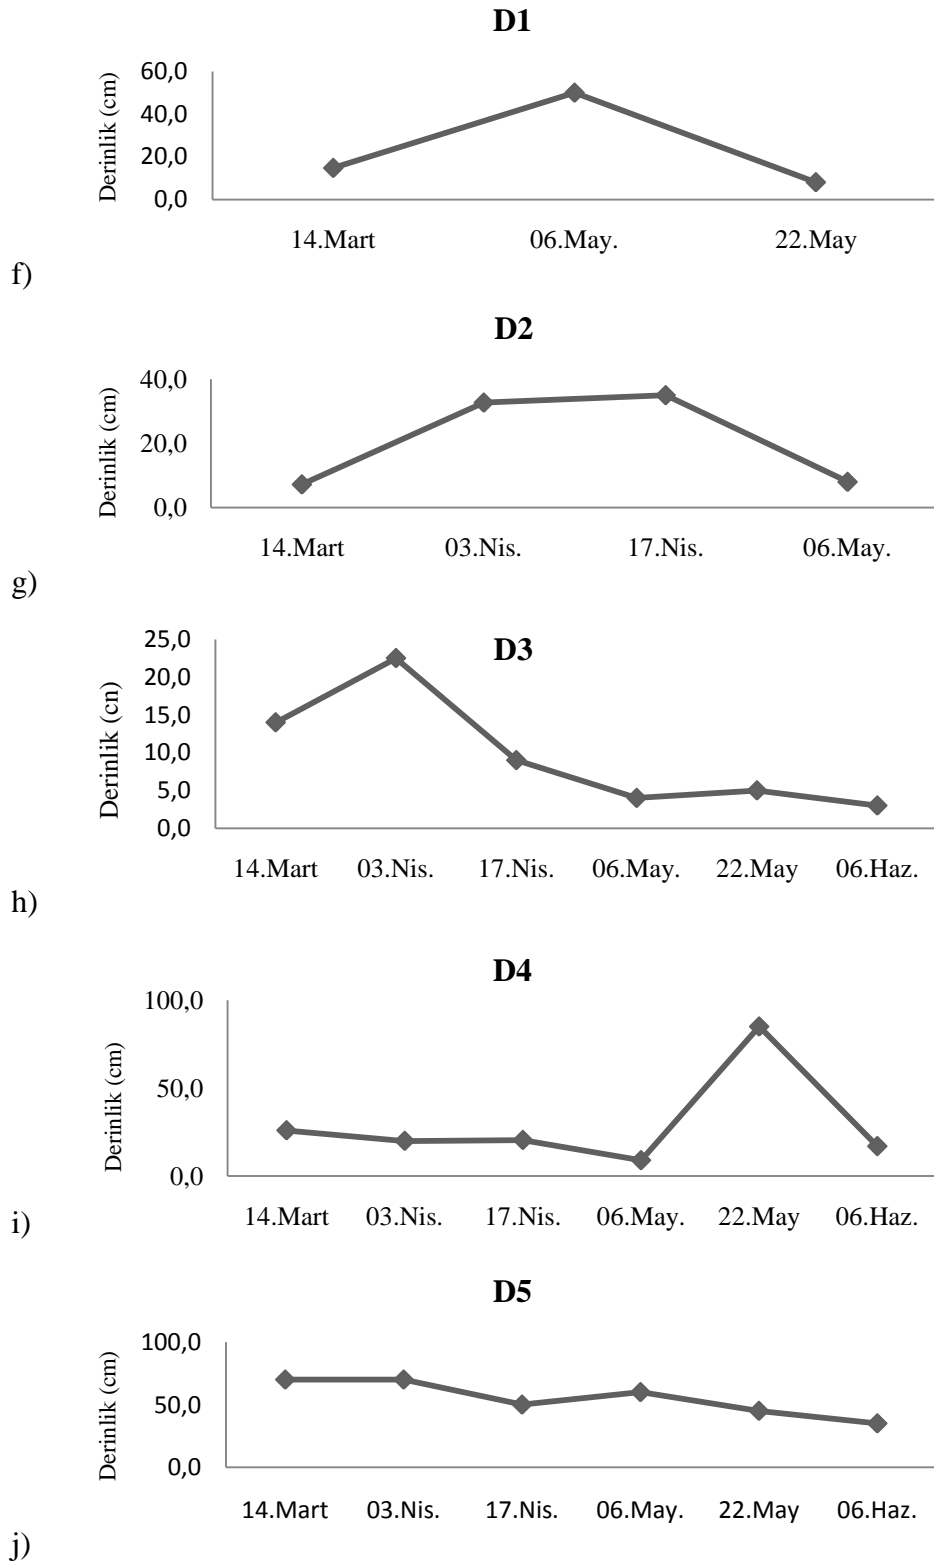 D1
Derinlik (cm)
60,0
40,0
20,0
0,0
14.Mart 06.May. 22.May
f)
D2
Derinlik (cm)
40,0
20,0
0,0
14.Mart 03.Nis. 17.Nis. 06.May.
g)
D3
Derinlik (cn)
25,0
20,0
15,0
10,0
5,0
0,0
14.Mart 03.Nis. 17.Nis. 06.May. 22.May 06.Haz.
h)
D4
Derinlik (cm)
100,0
50,0
0,0
14.Mart 03.Nis. 17.Nis. 06.May. 22.May 06.Haz.
i)
D5
Derinlik (cm)
100,0
50,0
0,0
14.Mart 03.Nis. 17.Nis. 06.May. 22.May 06.Haz.
j)